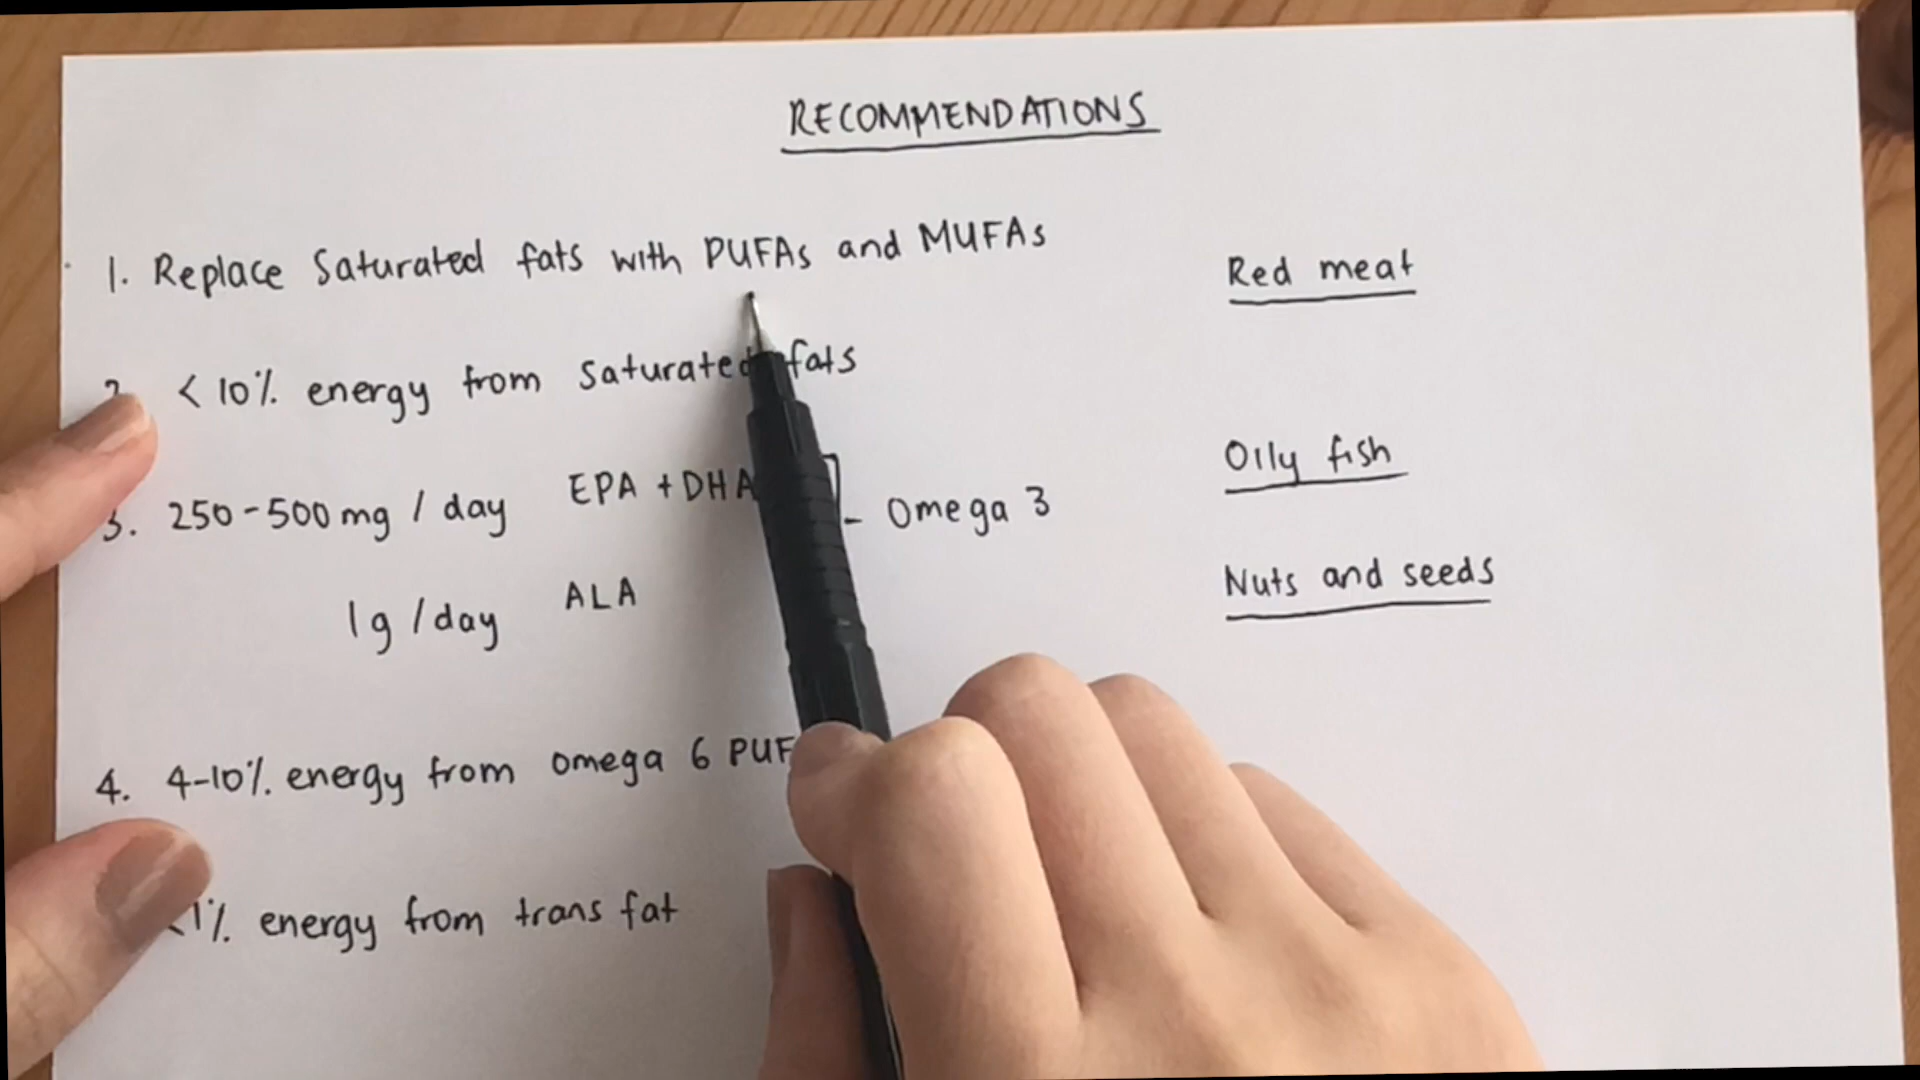 RECOMMENDATIONS
1. Replace Saturated fats with PUFAs and MUFAs
< 10% energy from Saturated fats
3. 250-500 mg / day EPA + DHA - Omega 3
1g / day ALA
4. 4-10% energy from omega 6
<1% energy from trans fat
Red meat
Oily fish
Nuts and seeds